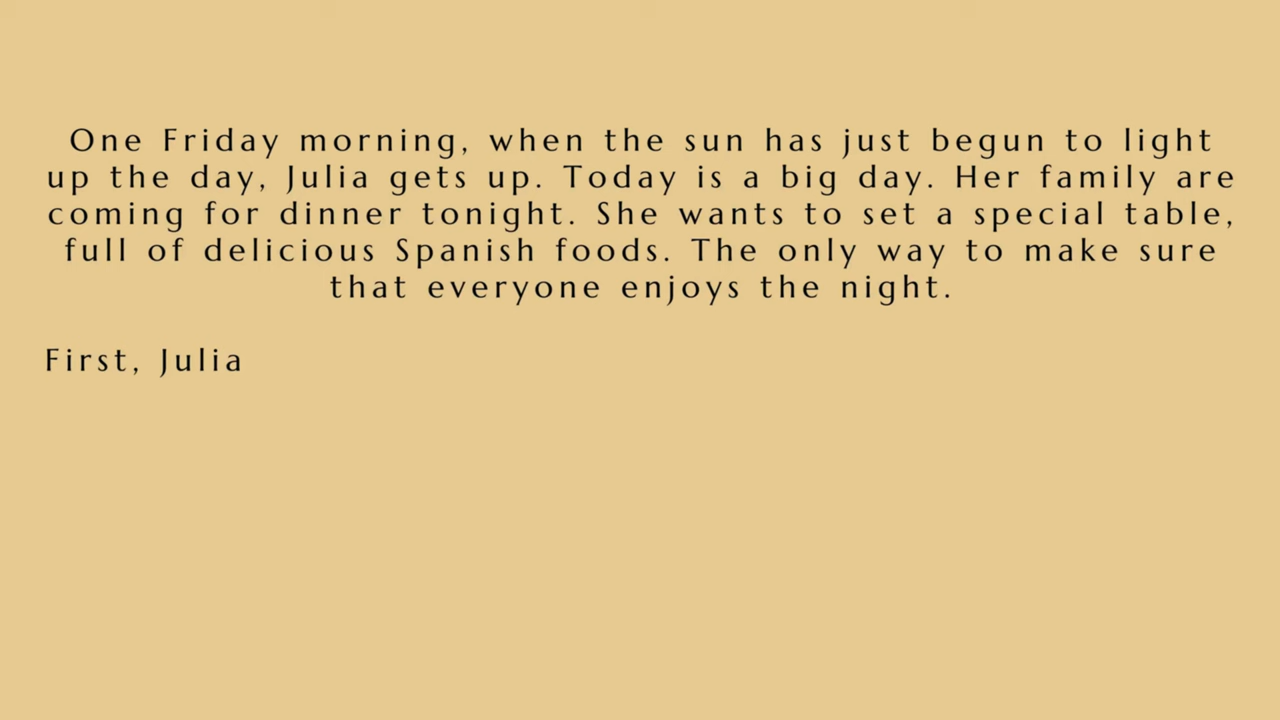 One Friday morning, when the sun has just begun to light
up the day, Julia gets up. Today is a big day. Her family are
coming for dinner tonight. She wants to set a special table,
full of delicious Spanish foods. The only way to make sure
that everyone enjoys the night.
First, Julia